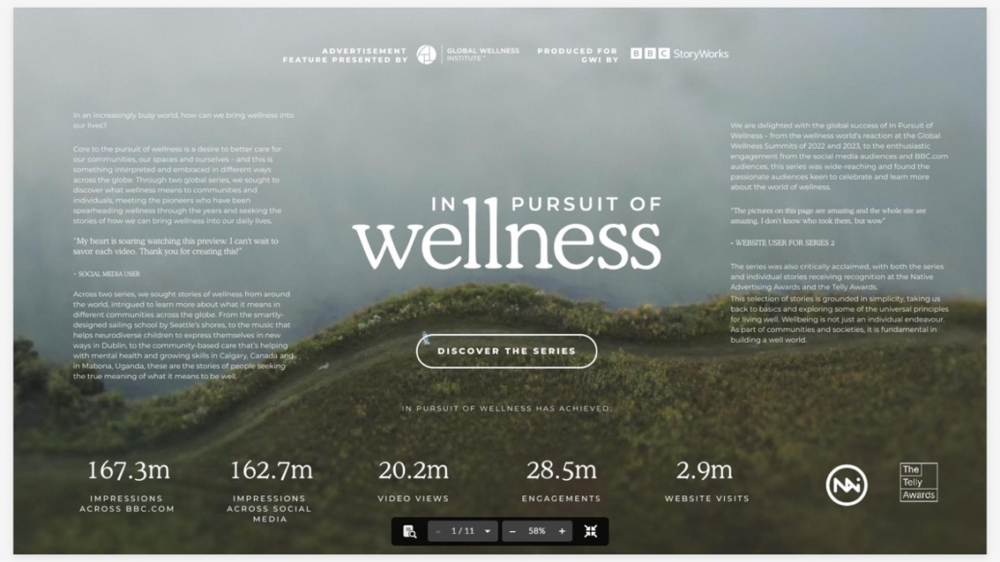 ADVERTISEMENT
FEATURE PRESENTED BY
GLOBAL WELLNESS
INSTITUTE™
PRODUCED FOR
GWI BY
BBC StoryWorks
In an increasingly busy world, how can we bring wellness into
our lives?
Core to the pursuit of wellness is a desire to better care for
our communities, our spaces and ourselves – and this is
something interpreted and embraced in different ways
across the globe. Through two global series, we sought to
discover what wellness means to communities and
individuals, meeting the pioneers who have been
spearheading wellness through the years and seeking the
stories of how we can bring wellness into our daily lives.
"My heart is soaring watching this preview. I can't wait to
savor each video. Thank you for creating this!"
- SOCIAL MEDIA USER
Across two series, we sought stories of wellness from around
the world, intrigued to learn more about what it means in
different communities across the globe. From the smartly-
designed sailing school by Seattle's shores, to the music that
helps neurodiverse children to express themselves in new
ways in Dublin, to the community-based care that's helping
with mental health and growing skills in Calgary, Canada and
in Mabona, Uganda, these are the stories of people seeking
the true meaning of what it means to be well.
IN PURSUIT OF
wellness
DISCOVER THE SERIES
We are delighted with the global success of In Pursuit of
Wellness – from the wellness world's reaction at the Global
Wellness Summits of 2022 and 2023, to the enthusiastic
engagement from the social media audiences and BBC.com
audiences, this series was wide-reaching and found the
passionate audiences keen to celebrate and learn more
about the world of wellness.
"The pictures on this page are amazing and the whole site are
amazing. I don't know who took them, but wow"
- WEBSITE USER FOR SERIES 2
The series was also critically acclaimed, with both the series
and individual stories receiving recognition at the Native
Advertising Awards and the Telly Awards.
This selection of stories is grounded in simplicity, taking us
back to basics and exploring some of the universal principles
for living well. Wellbeing is not just an individual endeavour.
As part of communities and societies, it is fundamental in
building a well world.
IN PURSUIT OF WELLNESS HAS ACHIEVED:
167.3m
IMPRESSIONS
ACROSS BBC.COM
162.7m
IMPRESSIONS
ACROSS SOCIAL
MEDIA
20.2m
VIDEO VIEWS
28.5m
ENGAGEMENTS
2.9m
WEBSITE VISITS
The
Telly
Awards
1 / 11
58%